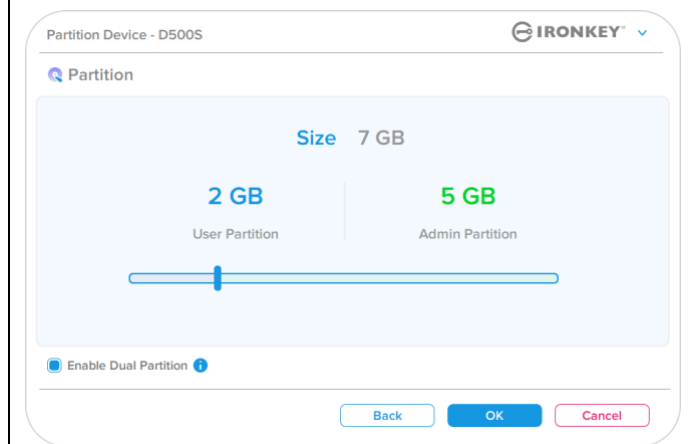 Partition Device - D500S
IRONKEY™
Partition
Size 7 GB
2 GB 5 GB
User Partition Admin Partition
Enable Dual Partition i
Back OK Cancel